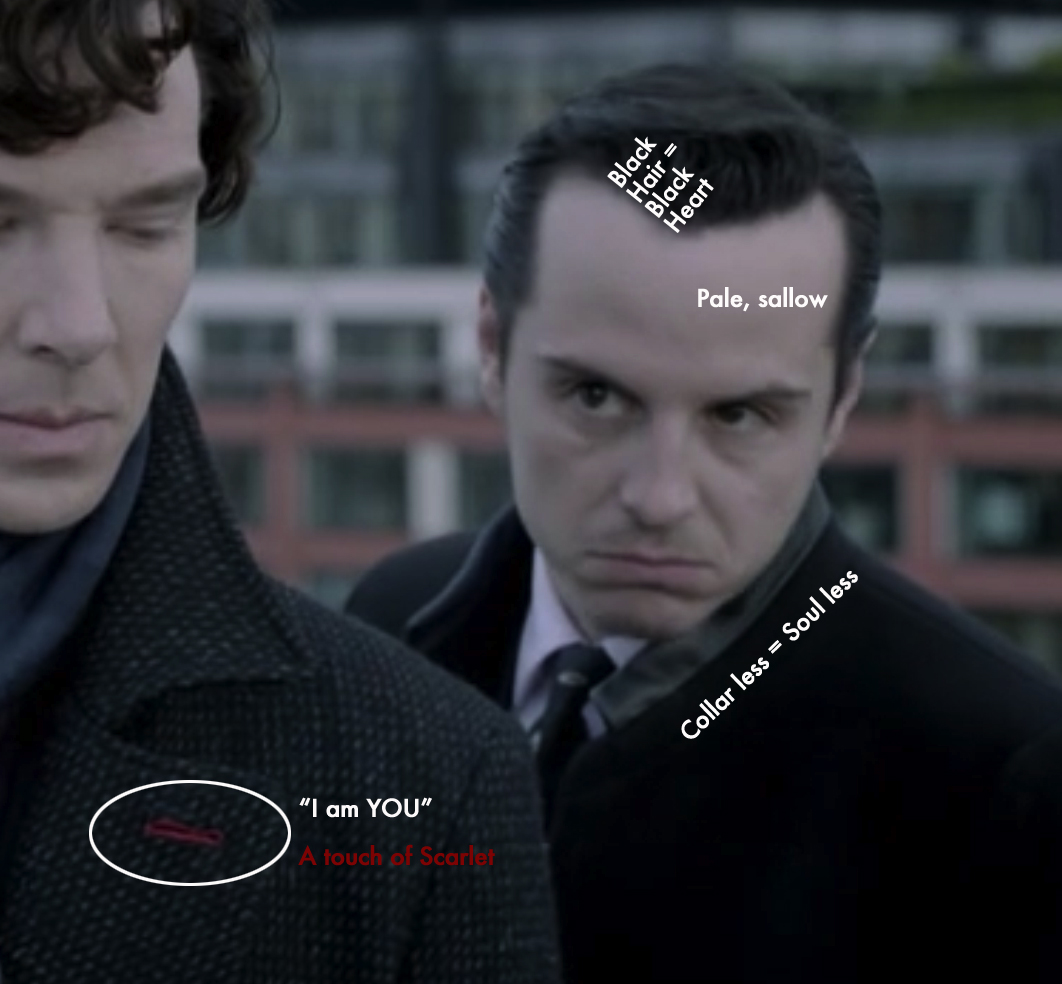 Black
Hair =
Black
Heart
Pale, sallow
Collar less = Soul less
“I am YOU”
A touch of Scarlet